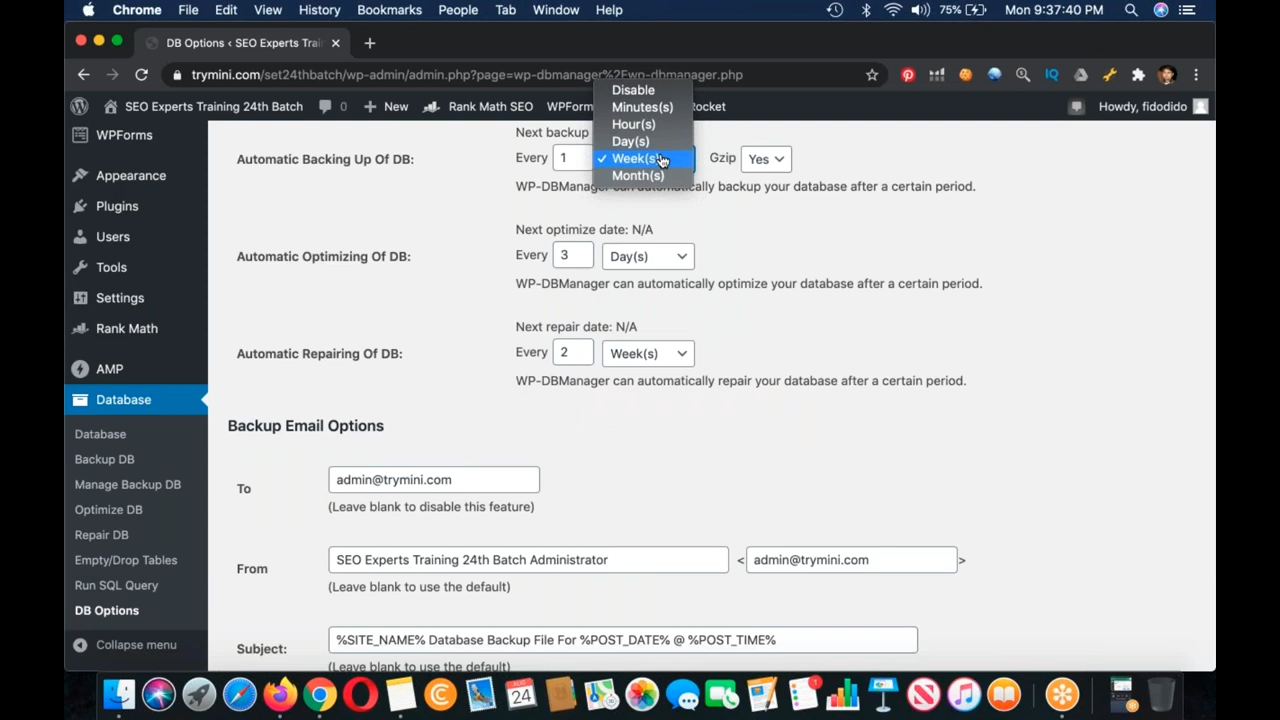 Chrome File Edit View History Bookmarks People Tab Window Help 75% Mon 9:37:40 PM
DB Options ‹ SEO Experts Trai
trymini.com/set24thbatch/wp-admin/admin.php?page=wp-dbmanager%2Fwp-dbmanager.php
SEO Experts Training 24th Batch 0 New Rank Math SEO Rocket Howdy, fidodido
Disable
Minutes(s)
Hour(s)
Day(s)
Week(s)
Month(s)
WPForms
Appearance
Plugins
Users
Tools
Settings
Rank Math
AMP
Database
Database
Backup DB
Manage Backup DB
Optimize DB
Repair DB
Empty/Drop Tables
Run SQL Query
DB Options
Collapse menu
Next backup
Automatic Backing Up Of DB: Every 1 Gzip Yes
WP-DBManager can automatically backup your database after a certain period.
Next optimize date: N/A
Automatic Optimizing Of DB: Every 3 Day(s)
WP-DBManager can automatically optimize your database after a certain period.
Next repair date: N/A
Automatic Repairing Of DB: Every 2 Week(s)
WP-DBManager can automatically repair your database after a certain period.
Backup Email Options
To admin@trymini.com
(Leave blank to disable this feature)
From SEO Experts Training 24th Batch Administrator < admin@trymini.com >
(Leave blank to use the default)
Subject: %SITE_NAME% Database Backup File For %POST_DATE% @ %POST_TIME%
(Leave blank to use the default)
24